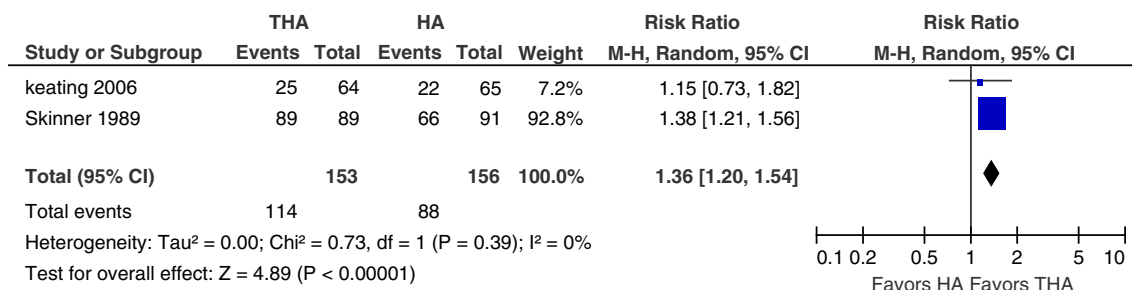 THA HA Risk Ratio Risk Ratio
Study or Subgroup Events Total Events Total Weight M-H, Random, 95% CI M-H, Random, 95% CI
keating 2006 25 64 22 65 7.2% 1.15 [0.73, 1.82]
Skinner 1989 89 89 66 91 92.8% 1.38 [1.21, 1.56]
Total (95% CI) 153 156 100.0% 1.36 [1.20, 1.54]
Total events 114 88
Heterogeneity: Tau² = 0.00; Chi² = 0.73, df = 1 (P = 0.39); I² = 0%
Test for overall effect: Z = 4.89 (P < 0.00001)
0.1 0.2 0.5 1 2 5 10
Favors HA Favors THA